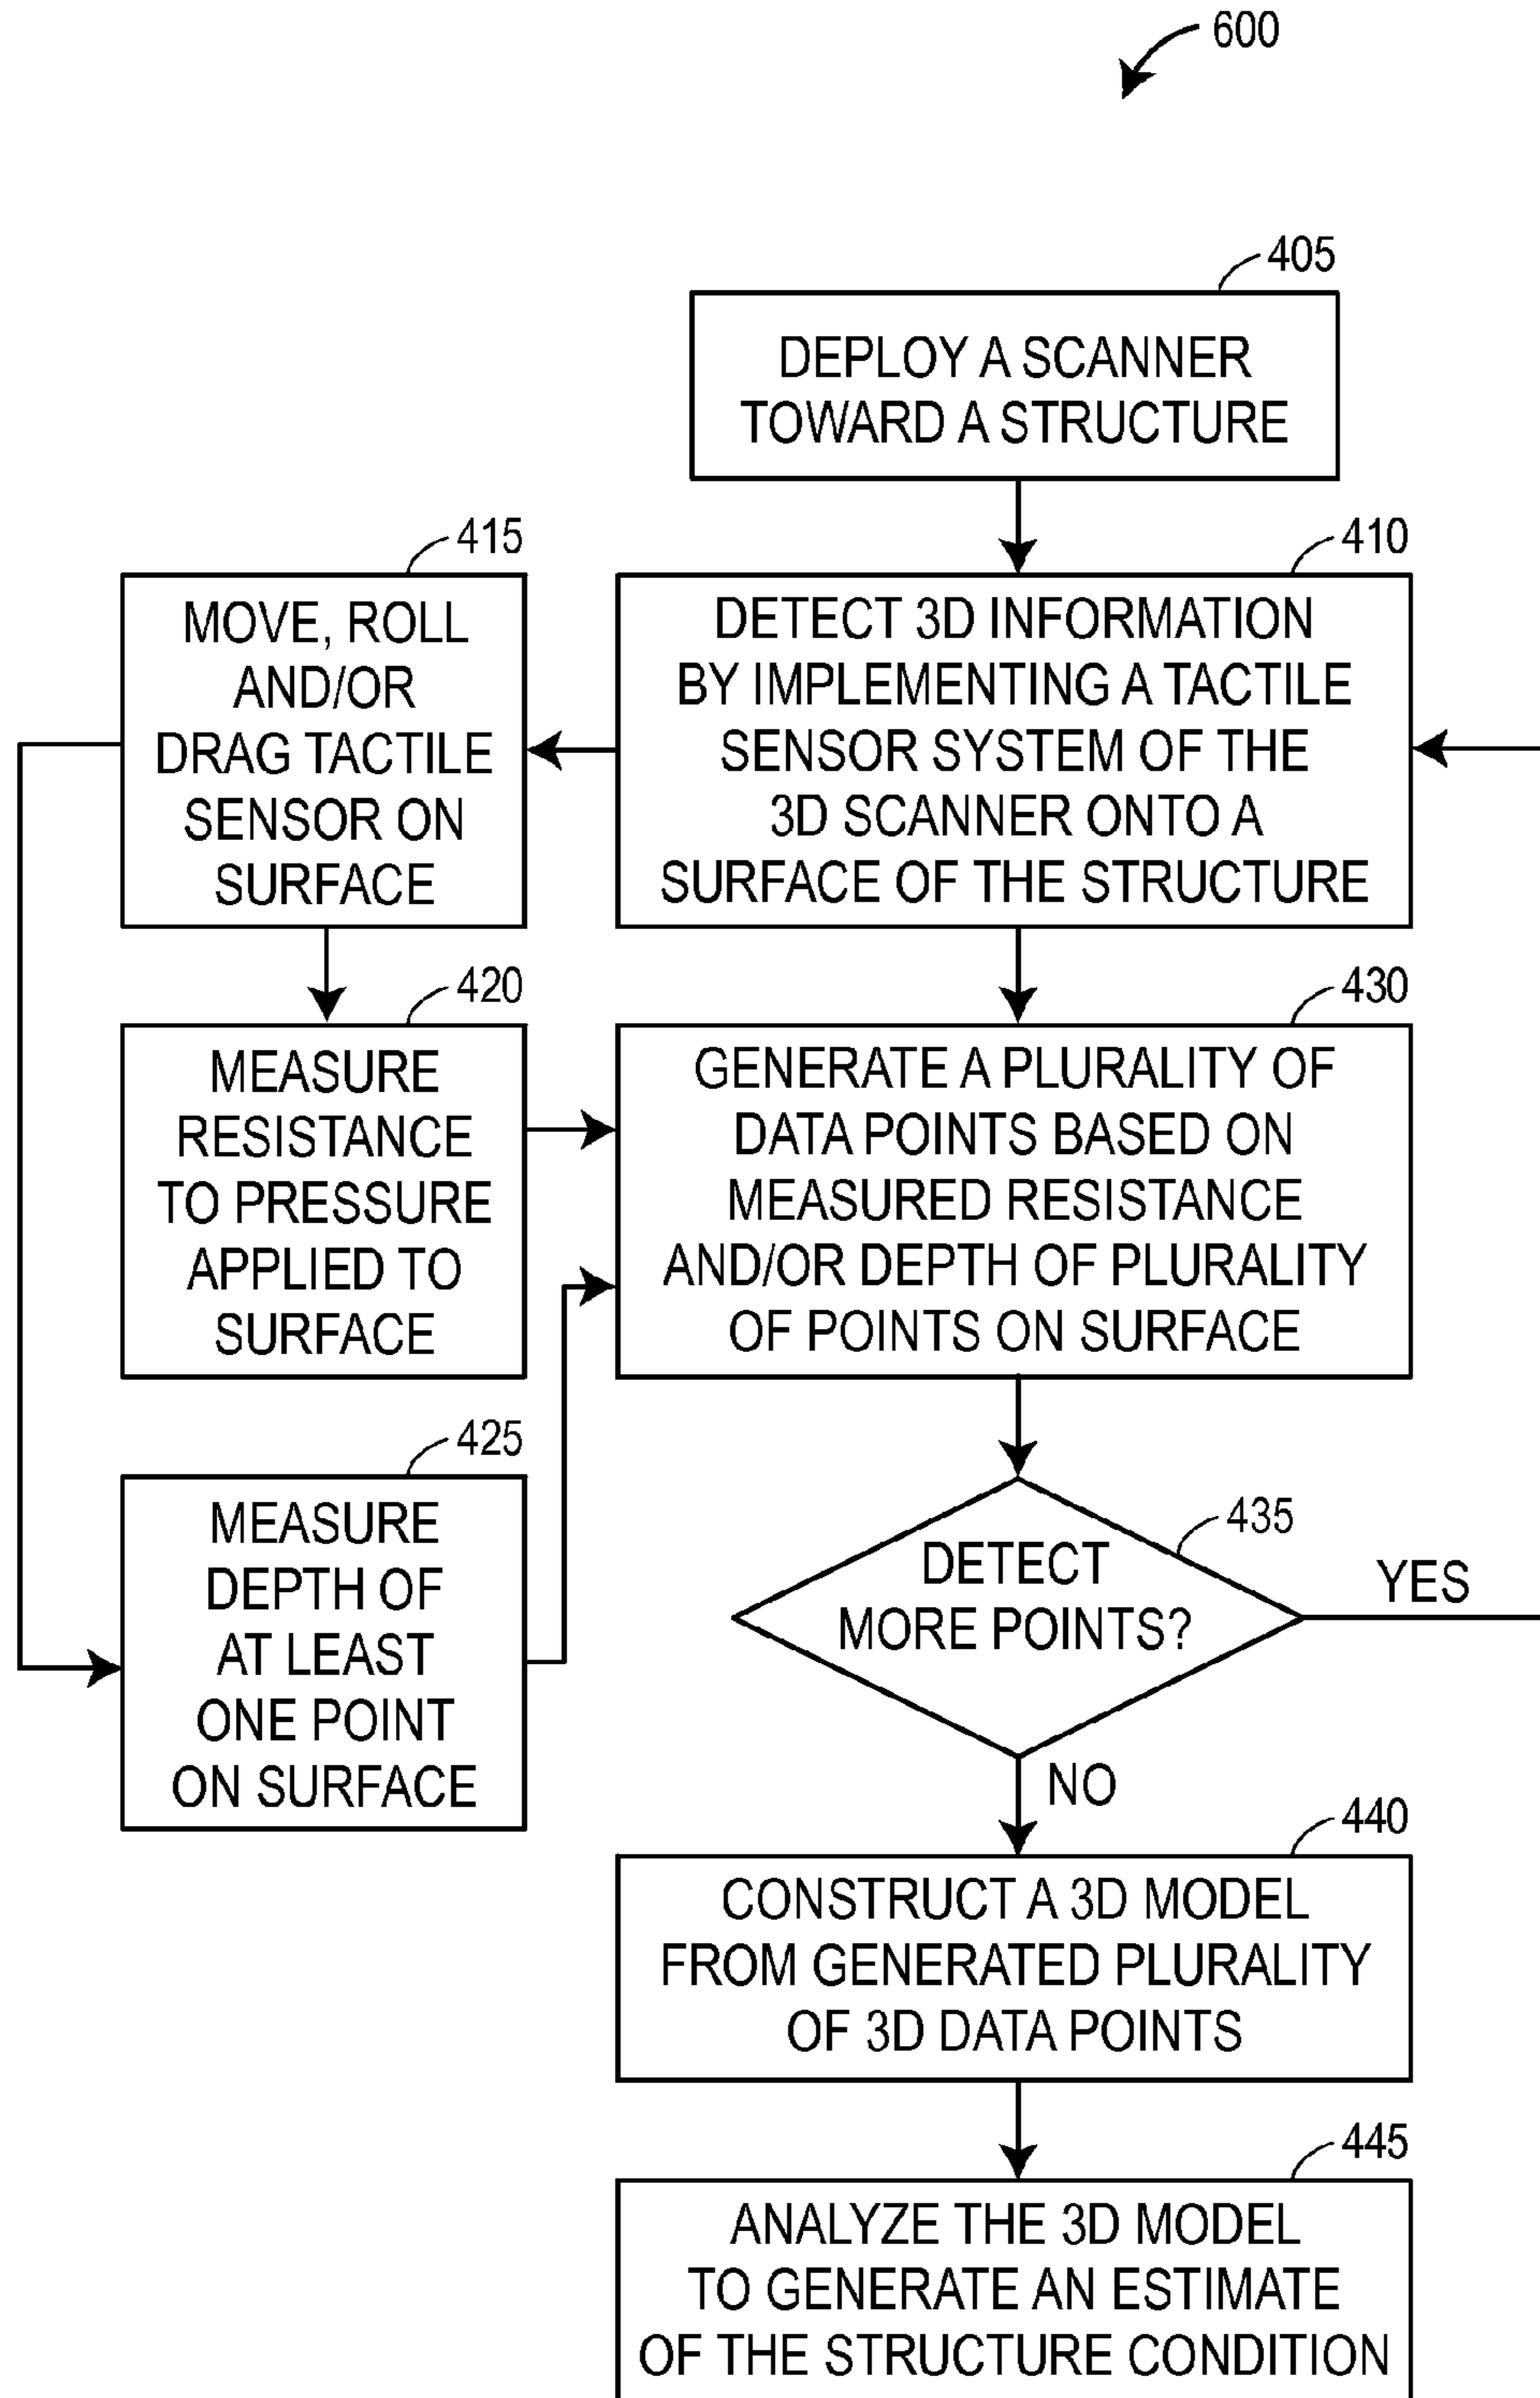 600
405
DEPLOY A SCANNER
TOWARD A STRUCTURE
415
MOVE, ROLL
AND/OR
DRAG TACTILE
SENSOR ON
SURFACE
410
DETECT 3D INFORMATION
BY IMPLEMENTING A TACTILE
SENSOR SYSTEM OF THE
3D SCANNER ONTO A
SURFACE OF THE STRUCTURE
420
MEASURE
RESISTANCE
TO PRESSURE
APPLIED TO
SURFACE
430
GENERATE A PLURALITY OF
DATA POINTS BASED ON
MEASURED RESISTANCE
AND/OR DEPTH OF PLURALITY
OF POINTS ON SURFACE
425
MEASURE
DEPTH OF
AT LEAST
ONE POINT
ON SURFACE
435
DETECT
MORE POINTS?
YES
NO
440
CONSTRUCT A 3D MODEL
FROM GENERATED PLURALITY
OF 3D DATA POINTS
445
ANALYZE THE 3D MODEL
TO GENERATE AN ESTIMATE
OF THE STRUCTURE CONDITION